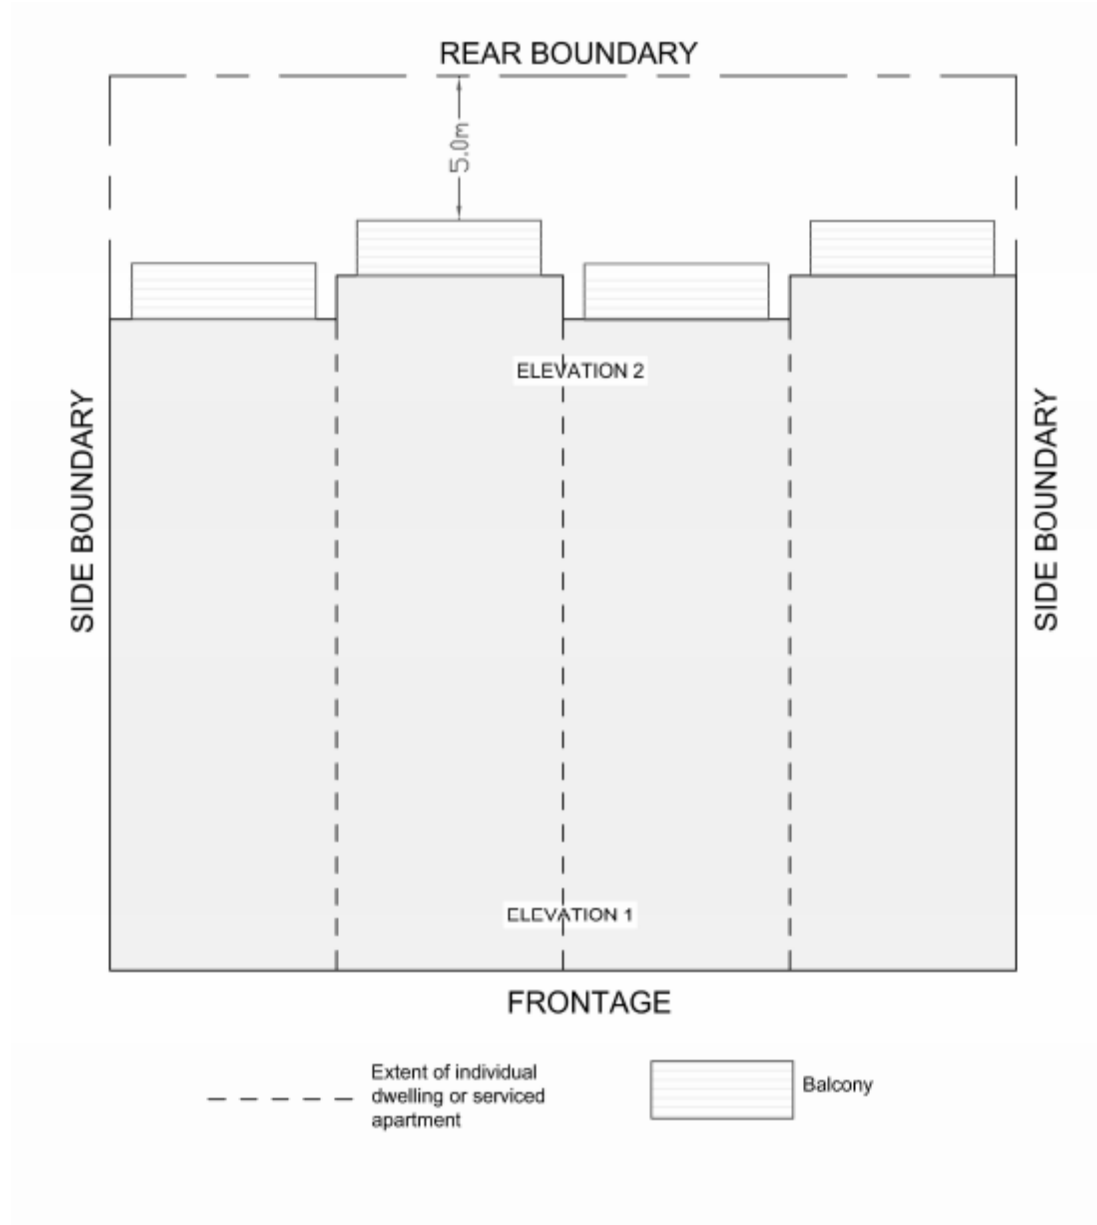 REAR BOUNDARY
5.0m
ELEVATION 2
SIDE BOUNDARY
SIDE BOUNDARY
ELEVATION 1
FRONTAGE
Extent of individual
dwelling or serviced
apartment
Balcony